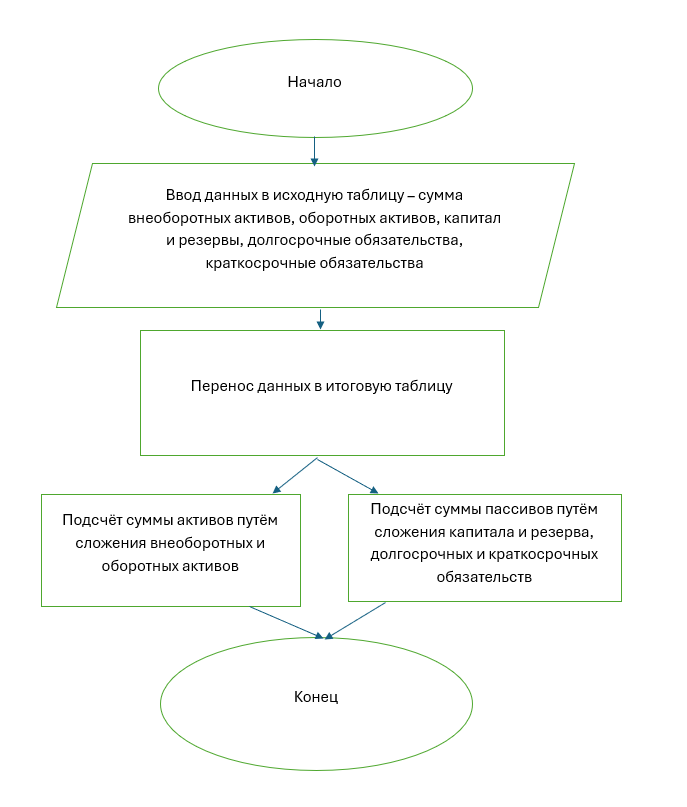 Начало
Ввод данных в исходную таблицу – сумма
внеоборотных активов, оборотных активов, капитал
и резервы, долгосрочные обязательства,
краткосрочные обязательства
Перенос данных в итоговую таблицу
Подсчёт суммы активов путём
сложения внеоборотных и
оборотных активов
Подсчёт суммы пассивов путём
сложения капитала и резерва,
долгосрочных и краткосрочных
обязательств
Конец